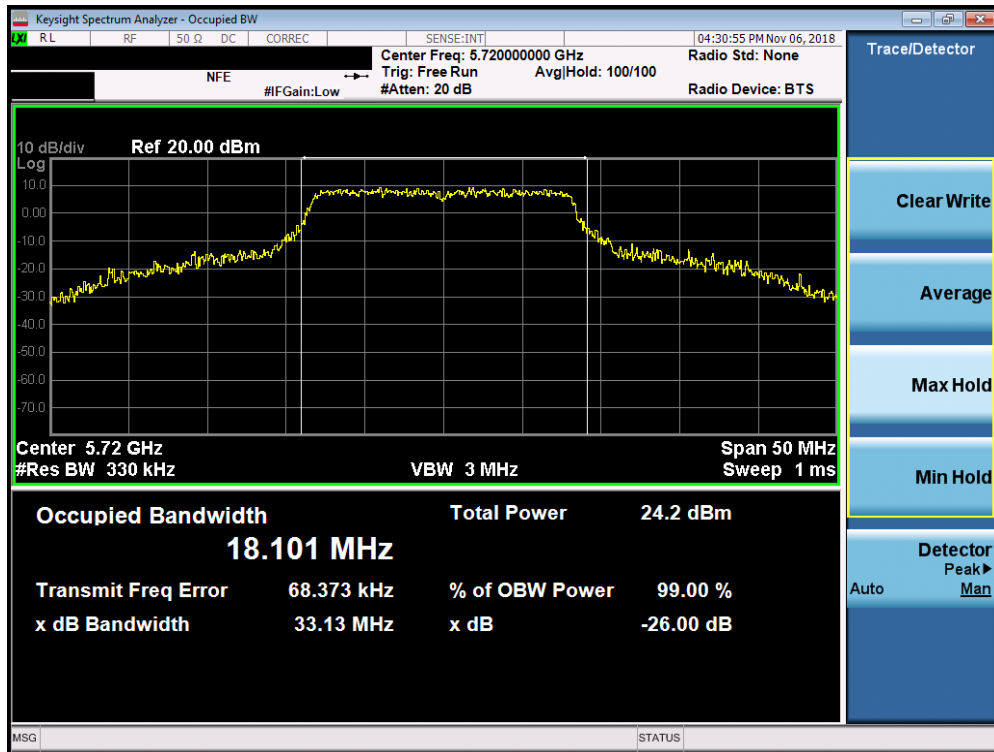 Keysight Spectrum Analyzer - Occupied BW
LXI RL RF 50 Ω DC CORREC SENSE:INT 04:30:55 PM Nov 06, 2018
Center Freq: 5.720000000 GHz Radio Std: None
NFE Trig: Free Run Avg|Hold: 100/100
#IFGain:Low #Atten: 20 dB Radio Device: BTS
10 dB/div Ref 20.00 dBm
Log
10.0
0.00
-10.0
-20.0
-30.0
-40.0
-50.0
-60.0
-70.0
Center 5.72 GHz Span 50 MHz
#Res BW 330 kHz VBW 3 MHz Sweep 1 ms
Occupied Bandwidth Total Power 24.2 dBm
18.101 MHz
Transmit Freq Error 68.373 kHz % of OBW Power 99.00 %
x dB Bandwidth 33.13 MHz x dB -26.00 dB
MSG STATUS
Trace/Detector
Clear Write
Average
Max Hold
Min Hold
Detector
Peak▶
Auto Man